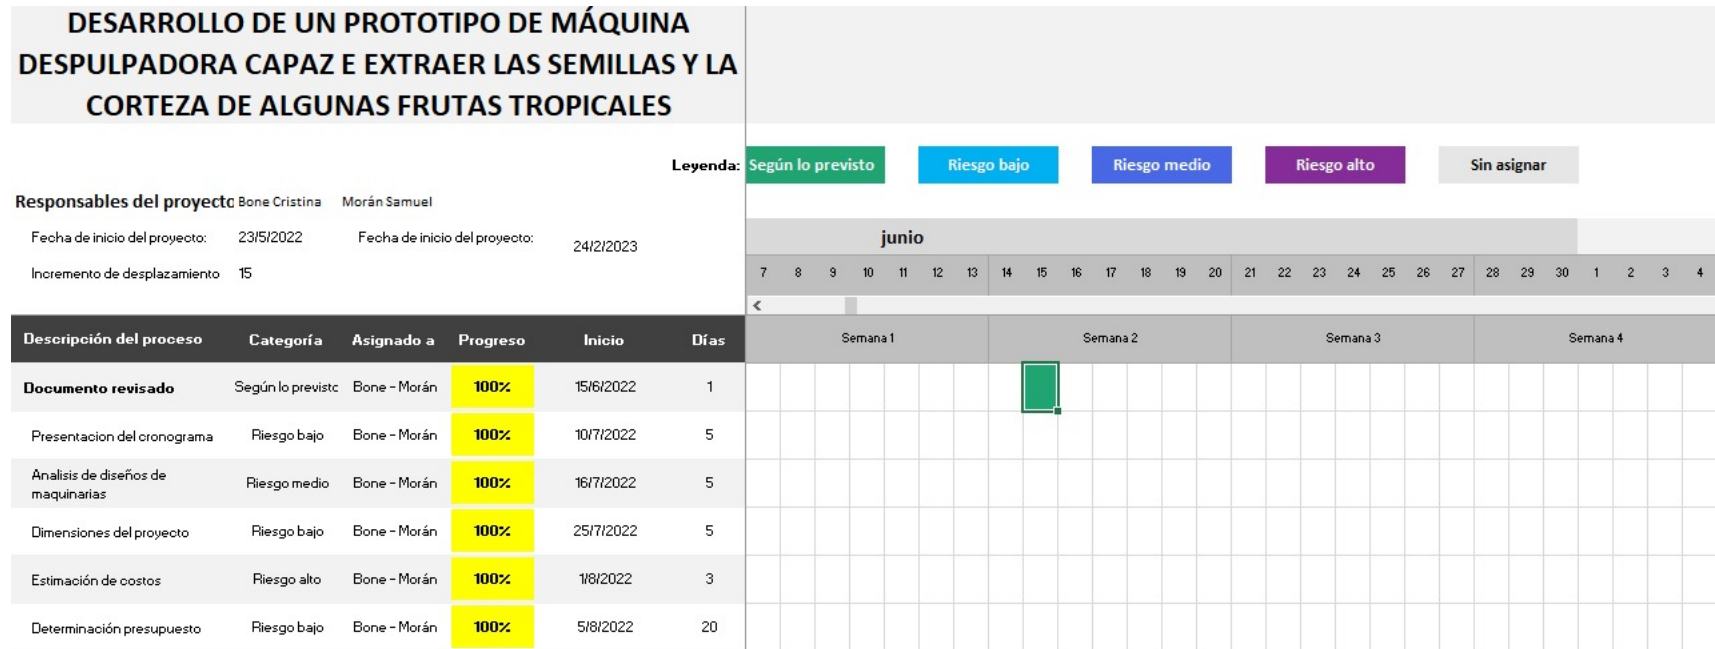 DESARROLLO DE UN PROTOTIPO DE MÁQUINA
DESPULPADORA CAPAZ E EXTRAER LAS SEMILLAS Y LA
CORTEZA DE ALGUNAS FRUTAS TROPICALES
Leyenda: Según lo previsto Riesgo bajo Riesgo medio Riesgo alto Sin asignar
Responsables del proyecto Bone Cristina Morán Samuel
Fecha de inicio del proyecto: 23/5/2022 Fecha de inicio del proyecto: 24/2/2023
junio
Incremento de desplazamiento 15
7 8 9 10 11 12 13 14 15 16 17 18 19 20 21 22 23 24 25 26 27 28 29 30 1 2 3 4
Descripción del proceso Categoría Asignado a Progreso Inicio Días Semana 1 Semana 2 Semana 3 Semana 4
Documento revisado Según lo previsto Bone - Morán 100% 15/6/2022 1
Presentacion del cronograma Riesgo bajo Bone - Morán 100% 10/7/2022 5
Analisis de diseños de
maquinarias Riesgo medio Bone - Morán 100% 16/7/2022 5
Dimensiones del proyecto Riesgo bajo Bone - Morán 100% 25/7/2022 5
Estimación de costos Riesgo alto Bone - Morán 100% 1/8/2022 3
Determinación presupuesto Riesgo bajo Bone - Morán 100% 5/8/2022 20